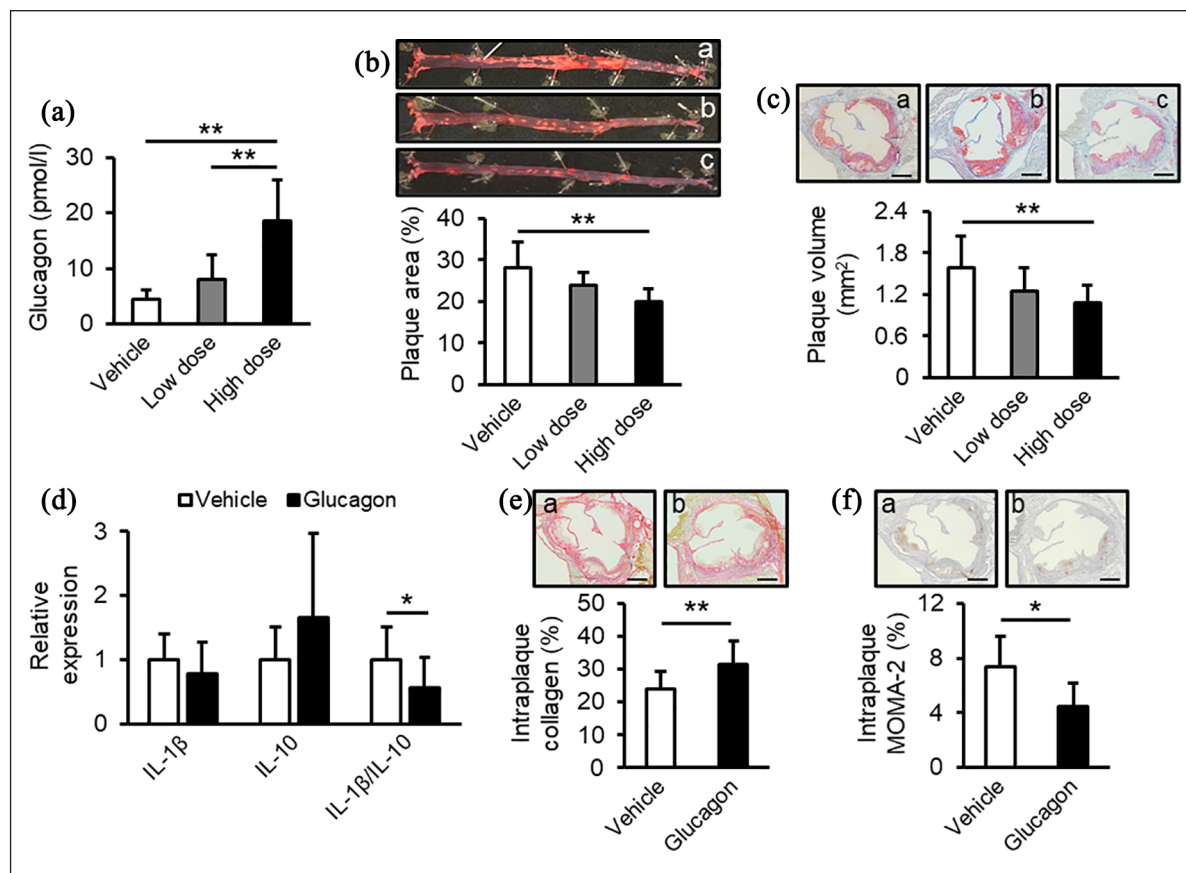 (a)
**
**
30
20
10
0
Glucagon (pmol/l)
Vehicle
Low dose
High dose
(b)
a
b
c
**
40
30
20
10
0
Plaque area (%)
Vehicle
Low dose
High dose
(c)
a
b
c
**
2.4
1.8
1.2
0.6
0
Plaque volume
(mm²)
Vehicle
Low dose
High dose
(d)
Vehicle
Glucagon
3
2
1
0
*
Relative
expression
IL-1β
IL-10
IL-1β/IL-10
(e)
a
b
**
50
40
30
20
10
0
Intraplaque
collagen (%)
Vehicle
Glucagon
(f)
a
b
*
12
8
4
0
Intraplaque
MOMA-2 (%)
Vehicle
Glucagon